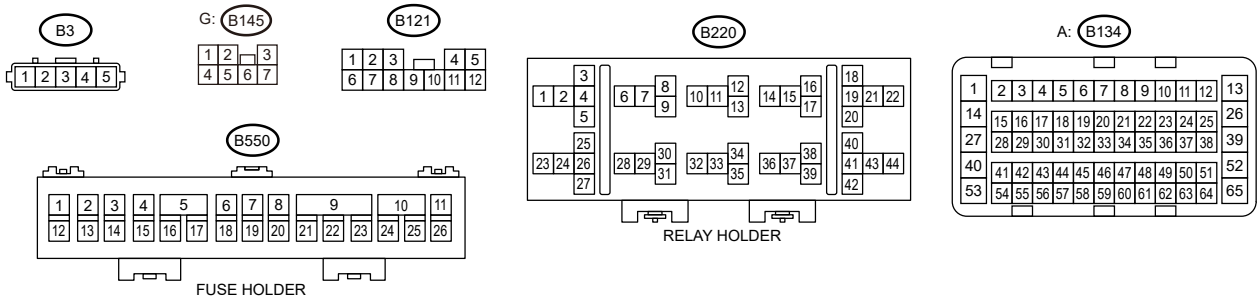 B3
1 2 3 4 5
G: B145
1 2 3
4 5 6 7
B121
1 2 3 4 5
6 7 8 9 10 11 12
B550
1 2 3 4 5 6 7 8 9 10 11
12 13 14 15 16 17 18 19 20 21 22 23 24 25 26
FUSE HOLDER
B220
3 18
8 12 16
1 2 4 6 7 10 11 14 15 19 21 22
9 13 17
5 20
25 40
30 34 38
23 24 26 28 29 32 33 36 37 41 43 44
31 35 39
27 42
RELAY HOLDER
A: B134
1 2 3 4 5 6 7 8 9 10 11 12 13
14 15 16 17 18 19 20 21 22 23 24 25 26
27 28 29 30 31 32 33 34 35 36 37 38 39
40 41 42 43 44 45 46 47 48 49 50 51 52
53 54 55 56 57 58 59 60 61 62 63 64 65